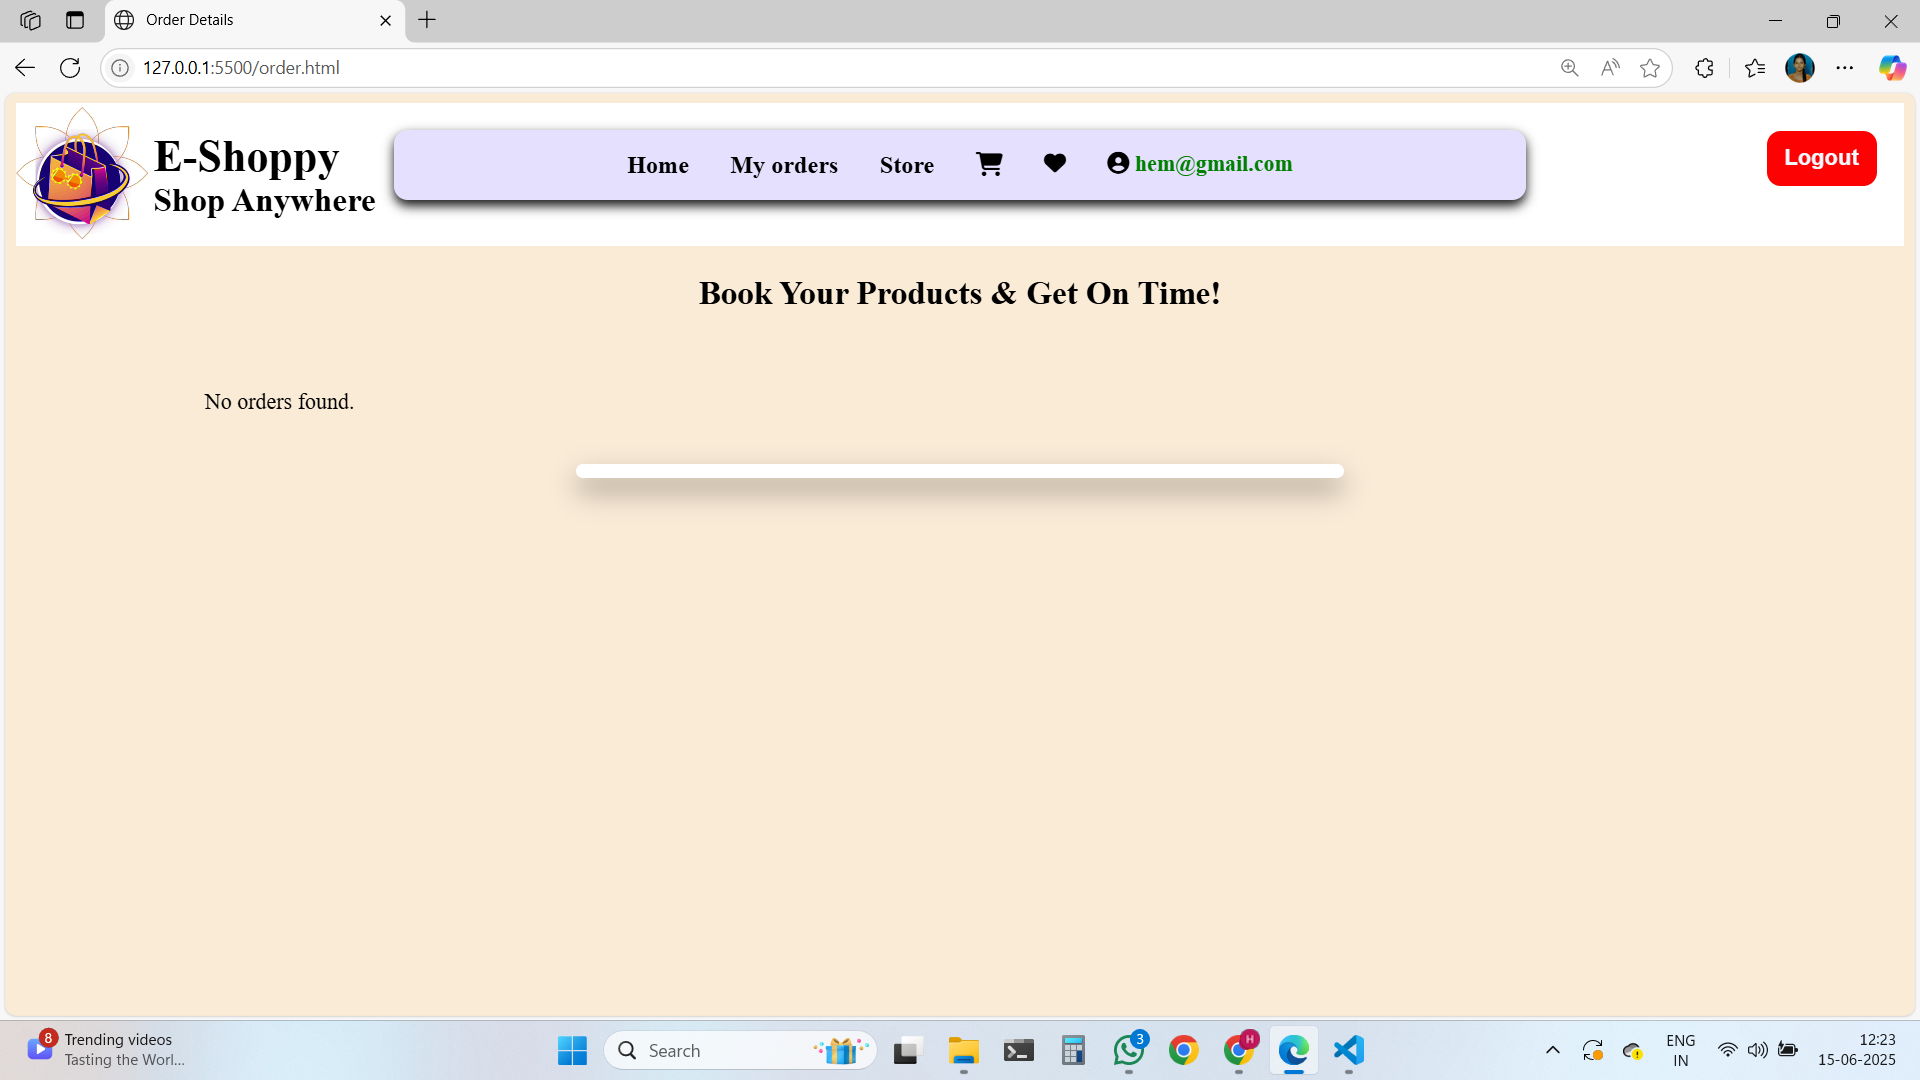 Order Details
127.0.0.1:5500/order.html
E-Shoppy
Shop Anywhere
Home
My orders
Store
hem@gmail.com
Logout
Book Your Products & Get On Time!
No orders found.
8
Trending videos
Tasting the Worl...
Search
3
H
ENG
IN
12:23
15-06-2025